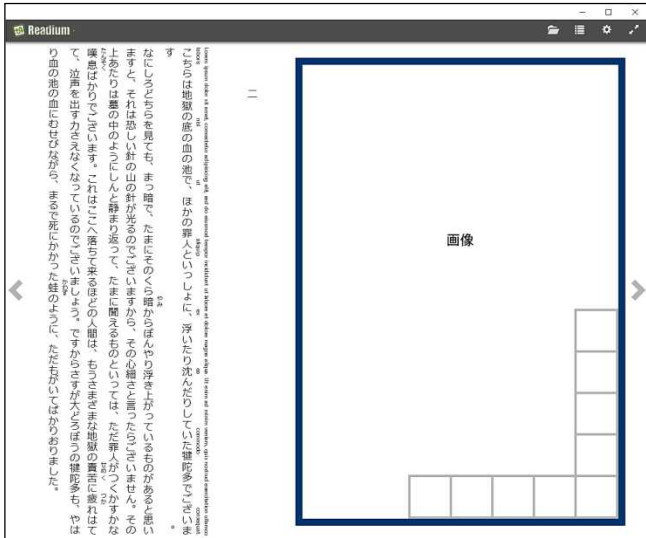 Readium
画像
二
こちらは地獄の底の血の池で、ほかの罪人といっしょに、浮いたり沈んだりしていた犍陀多でございま
す。
なにしろどちらを見ても、まっ暗で、たまにそのくら暗からぼんやり浮き上がっているものがあると思い
ますと、それは恐しい針の山の針が光るのでございますから、その心細さと言ったらございません。その
上あたりは墓の中のようにしんと静まり返って、たまに聞えるものといっては、ただ罪人がつくかすかな
嘆息ばかりでございます。これはここへ落ちて来るほどの人間は、もうさまざまな地獄の責苦に疲れはて
て、泣声を出す力さえなくなっているのでございましょう。ですからさすが大どろぼうの犍陀多も、やは
り血の池の血にむせびながら、まるで死にかかった蛙のように、ただもがいてばかりおりました。